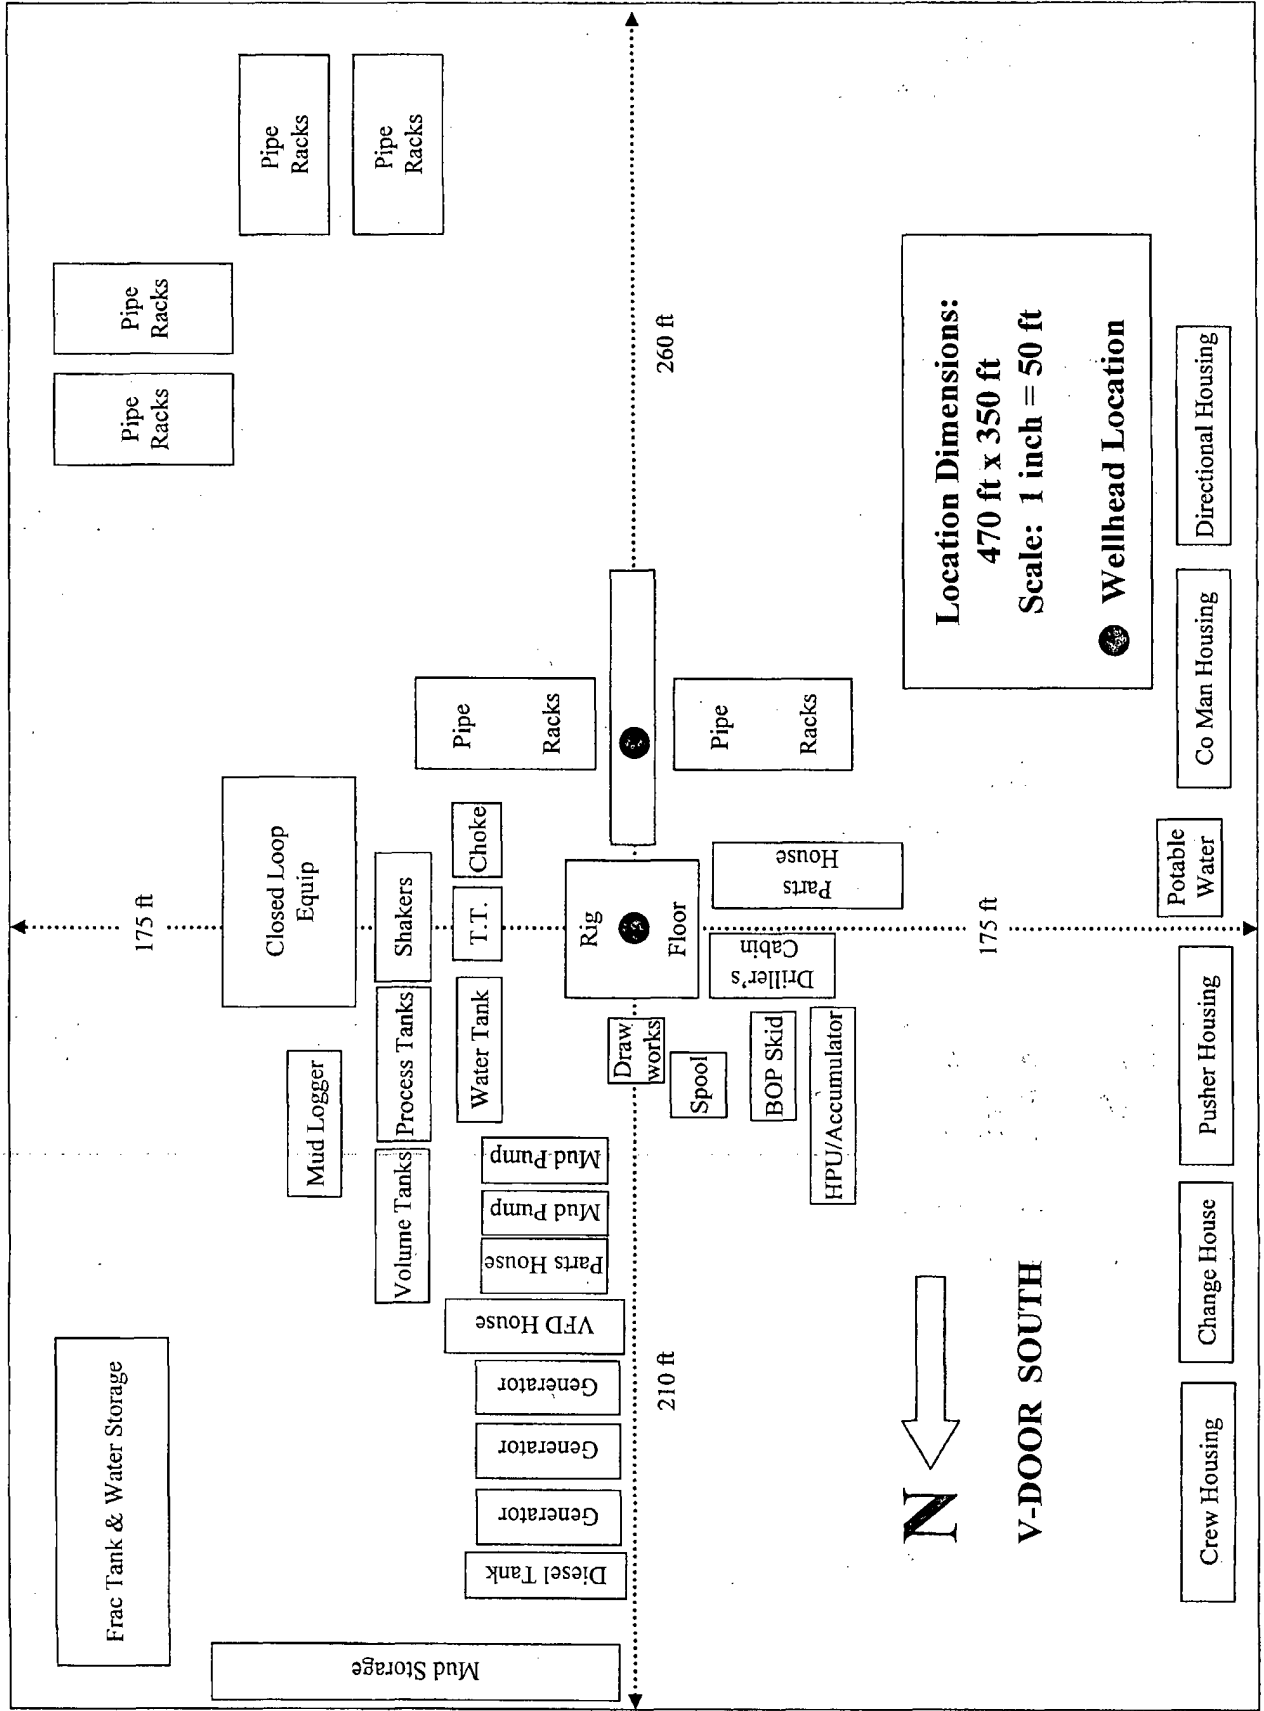 Frac Tank & Water Storage
Mud Storage
Diesel Tank
Generator
Generator
Generator
VFD House
Parts House
Mud Pump
Mud Pump
Volume Tanks
Process Tanks
Shakers
Mud Logger
Water Tank
T.T.
Choke
Closed Loop
Equip
175 ft
Pipe
Racks
Pipe
Racks
Pipe
Racks
Pipe
Racks
Pipe
Racks
Pipe
Racks
Rig
Floor
Draw
works
Spool
BOP Skid
HPU/Accumulator
Driller's
Cabin
Parts
House
210 ft
260 ft
175 ft
N
V-DOOR SOUTH
Location Dimensions:
470 ft x 350 ft
Scale: 1 inch = 50 ft
Wellhead Location
Crew Housing
Change House
Pusher Housing
Potable
Water
Co Man Housing
Directional Housing